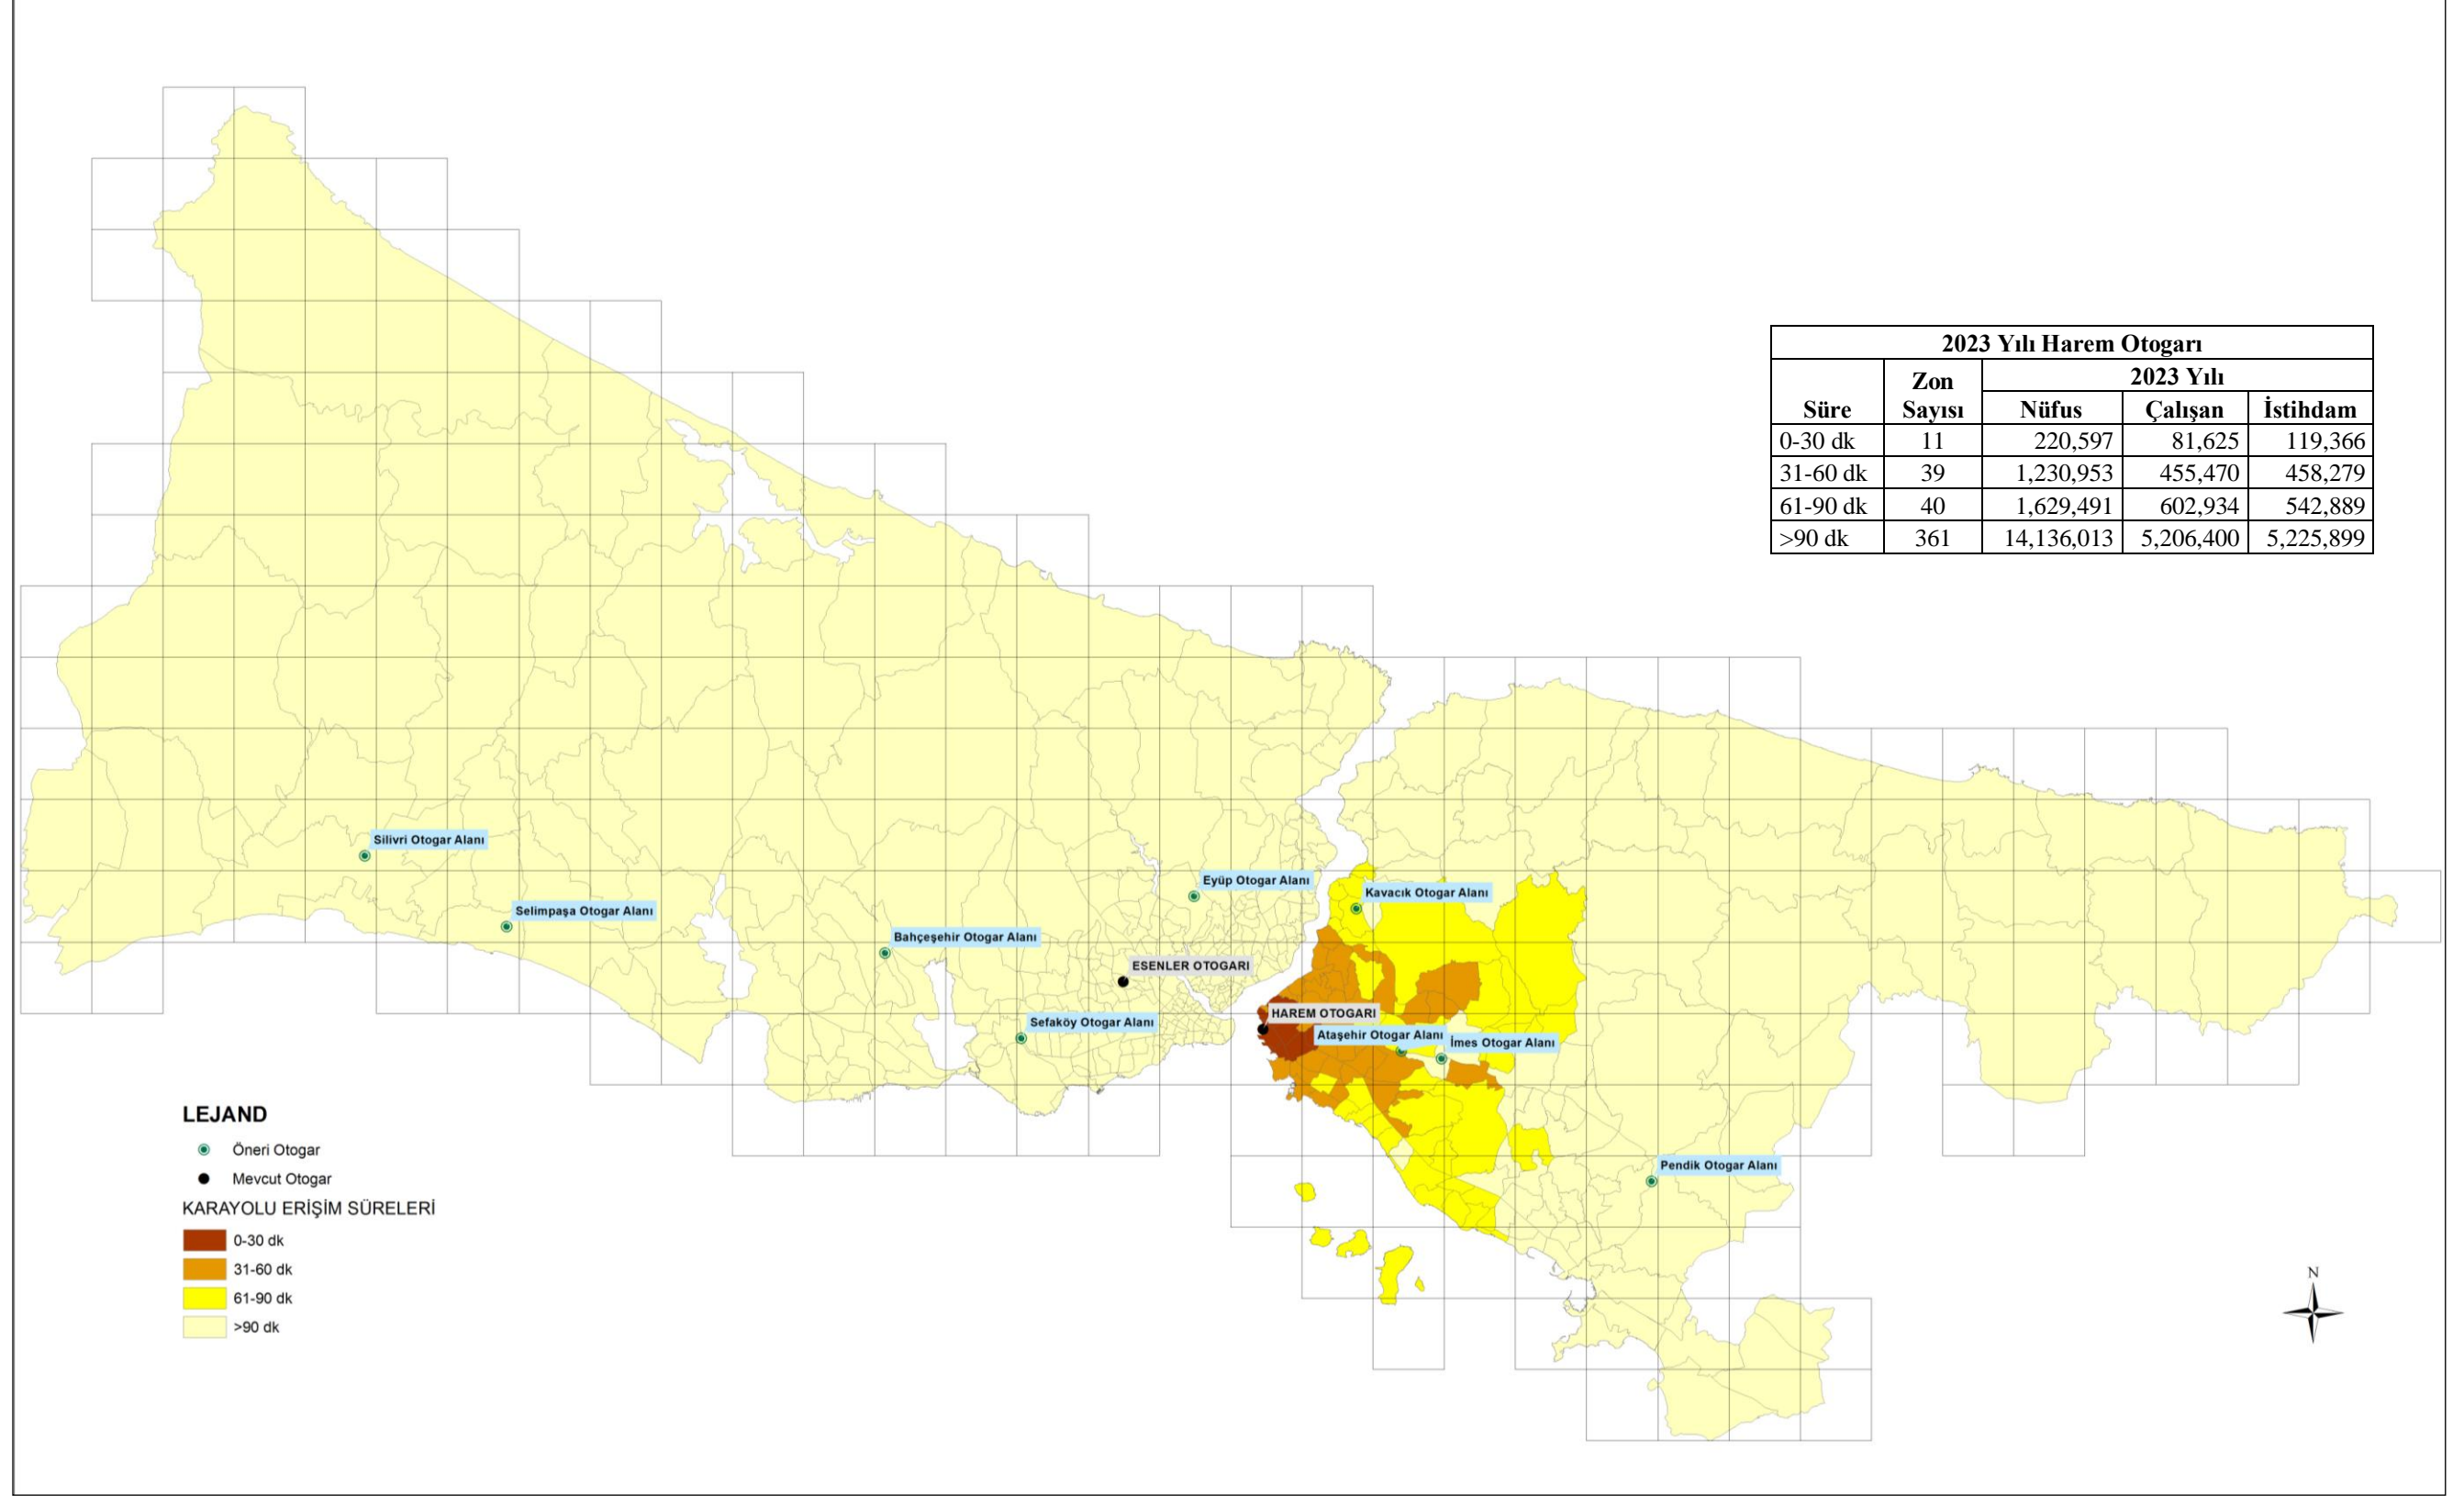 2023 Yılı Harem Otogarı
Süre Zon Sayısı 2023 Yılı
Nüfus Çalışan İstihdam
0-30 dk 11 220,597 81,625 119,366
31-60 dk 39 1,230,953 455,470 458,279
61-90 dk 40 1,629,491 602,934 542,889
>90 dk 361 14,136,013 5,206,400 5,225,899
Silivri Otogar Alanı
Eyüp Otogar Alanı
Kavacık Otogar Alanı
Selimpaşa Otogar Alanı
Bahçeşehir Otogar Alanı
ESENLER OTOGARI
HAREM OTOGARI
Sefaköy Otogar Alanı
Ataşehir Otogar Alanı
İmes Otogar Alanı
Pendik Otogar Alanı
LEJAND
Öneri Otogar
Mevcut Otogar
KARAYOLU ERİŞİM SÜRELERİ
0-30 dk
31-60 dk
61-90 dk
>90 dk
N